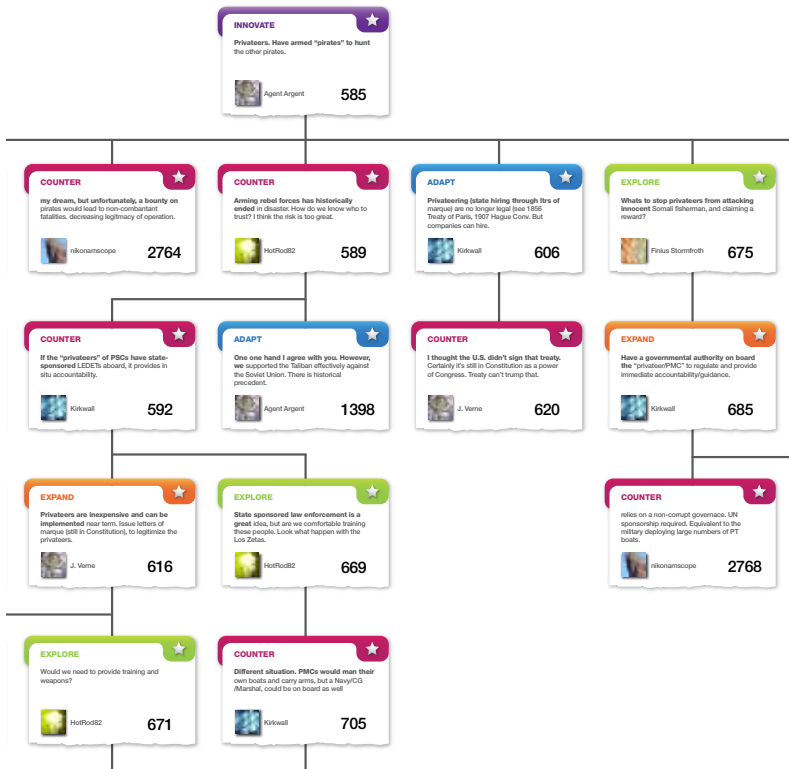 INNOVATE
Privateers. Have armed “pirates” to hunt
the other pirates.
Agent Argent
585
COUNTER
my dream, but unfortunately, a bounty on
pirates would lead to non-combatant
fatalities. decreasing legitmacy of operation.
nikonamscope
2764
COUNTER
Arming rebel forces has historically
ended in disaster. How do we know who to
trust? I think the risk is too great.
HotRod82
589
ADAPT
Privateering (state hiring through ltrs of
marque) are no longer legal (see 1856
Treaty of Paris, 1907 Hague Conv. But
companies can hire.
Kirkwall
606
EXPLORE
Whats to stop privateers from attacking
innocent Somali fisherman, and claiming a
reward?
Finius Stormfroth
675
COUNTER
If the “privateers” of PSCs have state-
sponsored LEDETs aboard, it provides in
situ accountability.
Kirkwall
592
ADAPT
One one hand I agree with you. However,
we supported the Taliban effectively against
the Soviet Union. There is historical
precedent.
Agent Argent
1398
COUNTER
I thought the U.S. didn’t sign that treaty.
Certainly it’s still in Constitution as a power
of Congress. Treaty can’t trump that.
J. Verne
620
EXPAND
Have a governmental authority on board
the “privateer/PMC” to regulate and provide
immediate accountability/guidance.
Kirkwall
685
EXPAND
Privateers are inexpensive and can be
implemented near term. Issue letters of
marque (still in Constitution), to legitimize the
privateers.
J. Verne
616
EXPLORE
State sponsored law enforcement is a
great idea, but are we comfortable training
these people. Look what happen with the
Los Zetas.
HotRod82
669
COUNTER
relies on a non-corrupt governace. UN
sponsorship required. Equivalent to the
military deploying large numbers of PT
boats.
nikonamscope
2768
EXPLORE
Would we need to provide training and
weapons?
HotRod82
671
COUNTER
Different situation. PMCs would man their
own boats and carry arms, but a Navy/CG
/Marshal, could be on board as well
Kirkwall
705